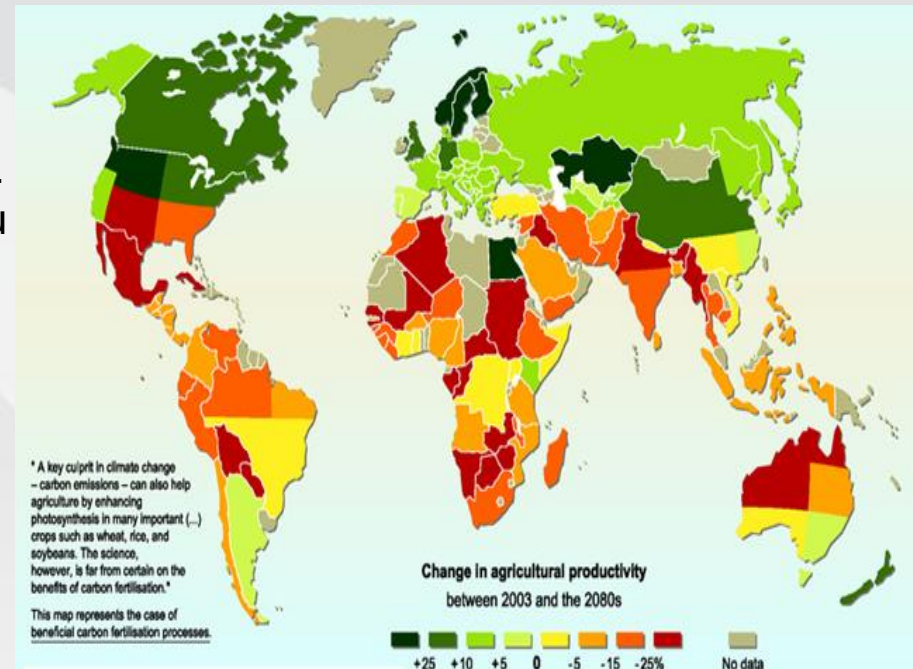 u
* A key culprit in climate change
– carbon emissions – can also help
agriculture by enhancing
photosynthesis in many important (...)
crops such as wheat, rice, and
soybeans. The science,
however, is far from certain on the
benefits of carbon fertilisation."
This map represents the case of
beneficial carbon fertilisation processes.
Change in agricultural productivity
between 2003 and the 2080s
+25 +10 +5 0 -5 -15 -25% No data